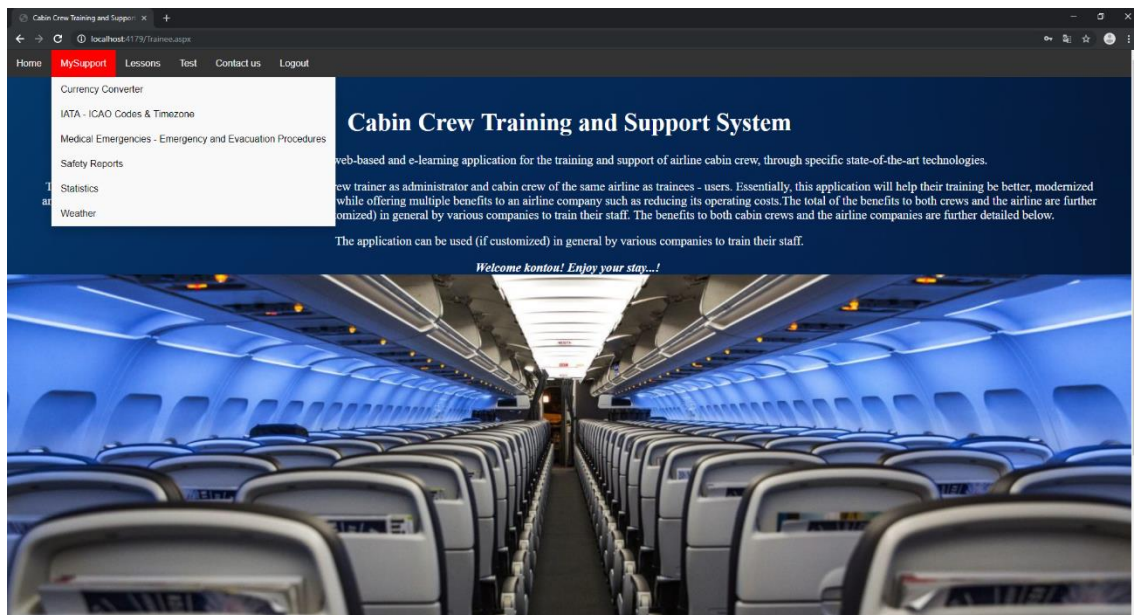 Cabin Crew Training and Support
localhost:4179/Trainee.aspx
Home MySupport Lessons Test Contact us Logout
Currency Converter
IATA - ICAO Codes & Timezone
Medical Emergencies - Emergency and Evacuation Procedures
Safety Reports
Statistics
Weather
Cabin Crew Training and Support System
web-based and e-learning application for the training and support of airline cabin crew, through specific state-of-the-art technologies.
crew trainer as administrator and cabin crew of the same airline as trainees - users. Essentially, this application will help their training be better, modernized
while offering multiple benefits to an airline company such as reducing its operating costs.The total of the benefits to both crews and the airline are further
in general by various companies to train their staff. The benefits to both cabin crews and the airline companies are further detailed below.
The application can be used (if customized) in general by various companies to train their staff.
Welcome kontou! Enjoy your stay...!